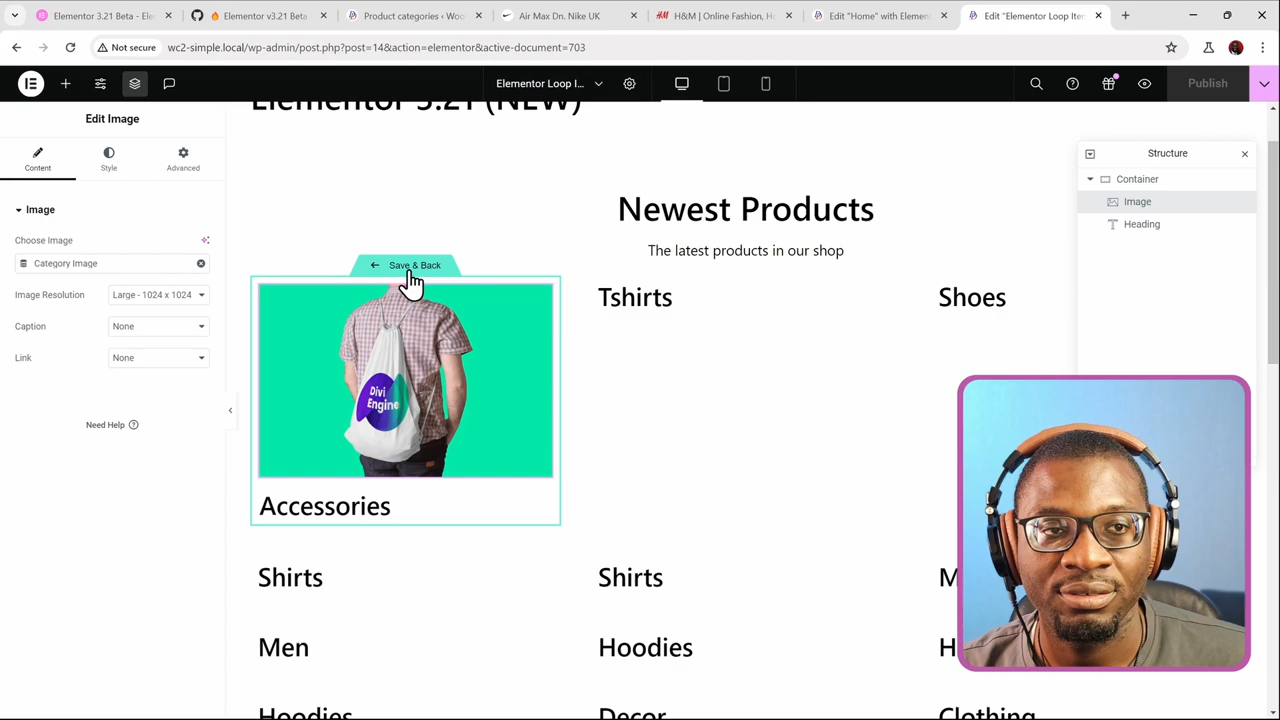 Elementor 3.21 Beta - Ele
Elementor v3.21 Beta
Product categories ‹ Woo
Air Max Dn. Nike UK
H&M | Online Fashion, Ho
Edit "Home" with Element
Edit "Elementor Loop Iten
Not secure
wc2-simple.local/wp-admin/post.php?post=14&action=elementor&active-document=703
Elementor Loop I...
Publish
Elementor 3.21 (NEW)
Edit Image
Content
Style
Advanced
Image
Choose Image
Category Image
Image Resolution
Large - 1024 x 1024
Caption
None
Link
None
Need Help
Structure
Container
Image
Heading
Newest Products
The latest products in our shop
Save & Back
Divi
Engine
Accessories
Tshirts
Shoes
Shirts
Shirts
M
Men
Hoodies
H
Hoodies
Decor
Clothing